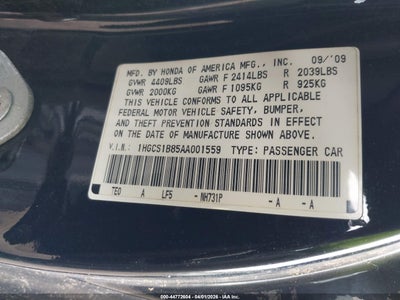 MFD. BY HONDA OF AMERICA MFG., INC. 09/'09
GVWR 4409LBS GAWR F 2414LBS R 2039LBS
GVWR 2000KG GAWR F 1095KG R 925KG
THIS VEHICLE CONFORMS TO ALL APPLICABLE
FEDERAL MOTOR VEHICLE SAFETY, BUMPER,
AND THEFT PREVENTION STANDARDS IN EFFECT ON
THE DATE OF MANUFACTURE SHOWN ABOVE.
V.I.N: 1HGCS1B85AA001559 TYPE: PASSENGER CAR
TE0 A LF5 - NH731P - A - A
© 44772604 - 04/01/2026 - IAA, Inc.